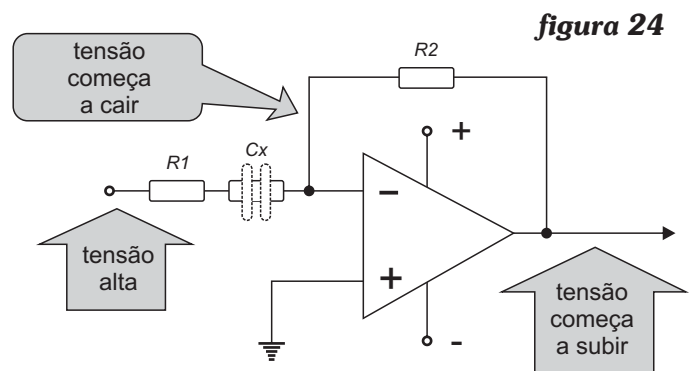 figura 24
tensão
começa
a cair
R2
+
Cx
R1
-
tensão
alta
+
tensão
começa
a subir
-